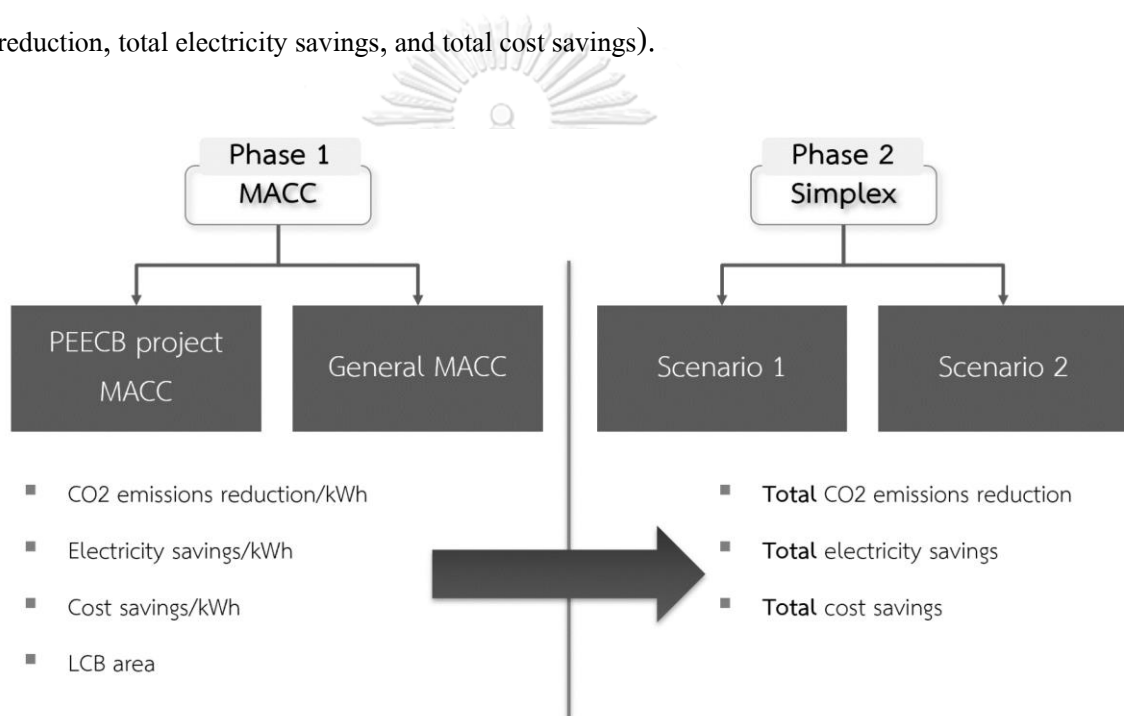 reduction, total electricity savings, and total cost savings).
Phase 1
MACC
PEECB project
MACC
General MACC
▪ CO2 emissions reduction/kWh
▪ Electricity savings/kWh
▪ Cost savings/kWh
▪ LCB area
Phase 2
Simplex
Scenario 1
Scenario 2
▪ Total CO2 emissions reduction
▪ Total electricity savings
▪ Total cost savings